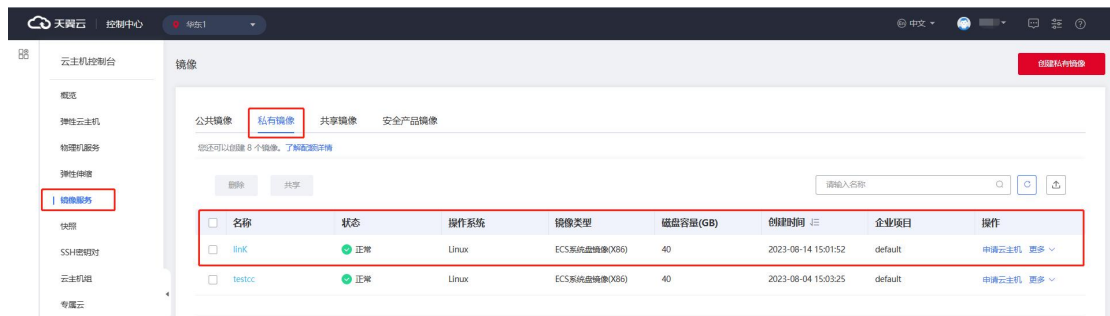 天翼云 控制中心 华东1 中文
云主机控制台
概览
弹性云主机
物理机服务
弹性伸缩
镜像服务
快照
SSH密钥对
云主机组
专属云
镜像 创建私有镜像
公共镜像 私有镜像 共享镜像 安全产品镜像
您还可以创建 8 个镜像。了解配额详情
删除 共享 请输入名称
名称 状态 操作系统 镜像类型 磁盘容量(GB) 创建时间 企业项目 操作
linK 正常 Linux ECS系统盘镜像(X86) 40 2023-08-14 15:01:52 default 申请云主机 更多
testcc 正常 Linux ECS系统盘镜像(X86) 40 2023-08-04 15:03:25 default 申请云主机 更多